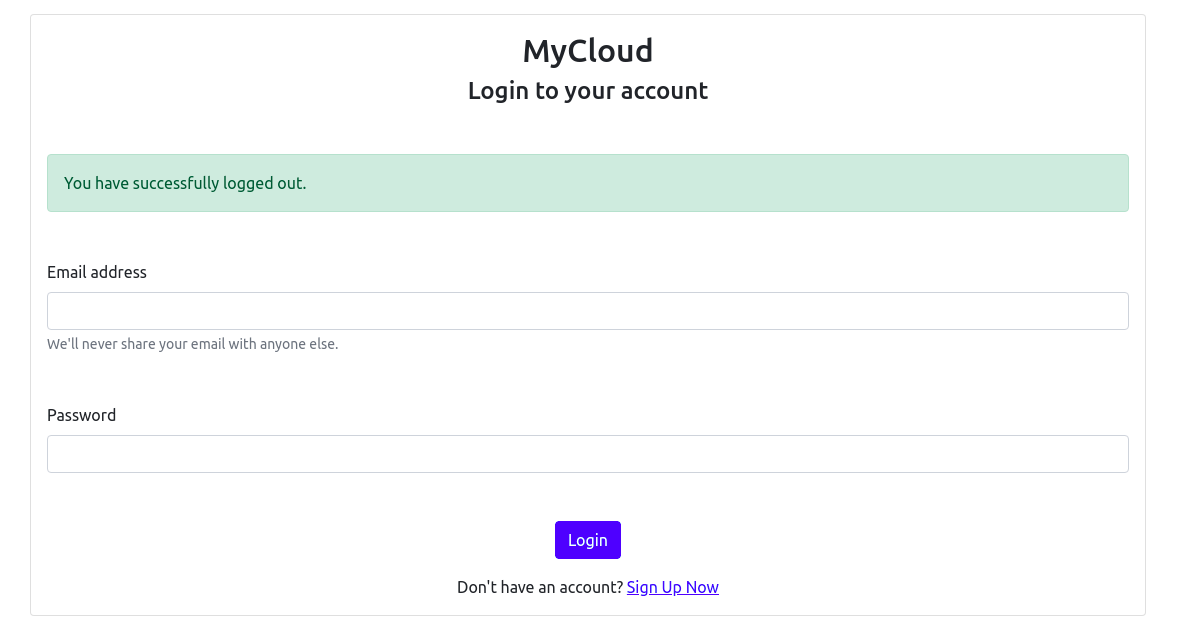 MyCloud
Login to your account
You have successfully logged out.
Email address
We'll never share your email with anyone else.
Password
Login
Don't have an account? Sign Up Now